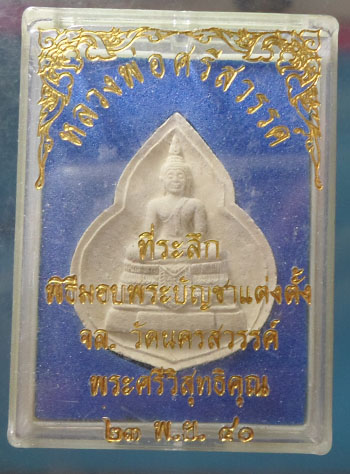 หลวงพ่อศรีสวรรค์
ที่ระลึก
พิธีมอบพระบัญชาแต่งตั้ง
จล. วัดนครสวรรค์
พระศรีวิสุทธิคุณ
๒๓ พ.ย. ๔๐